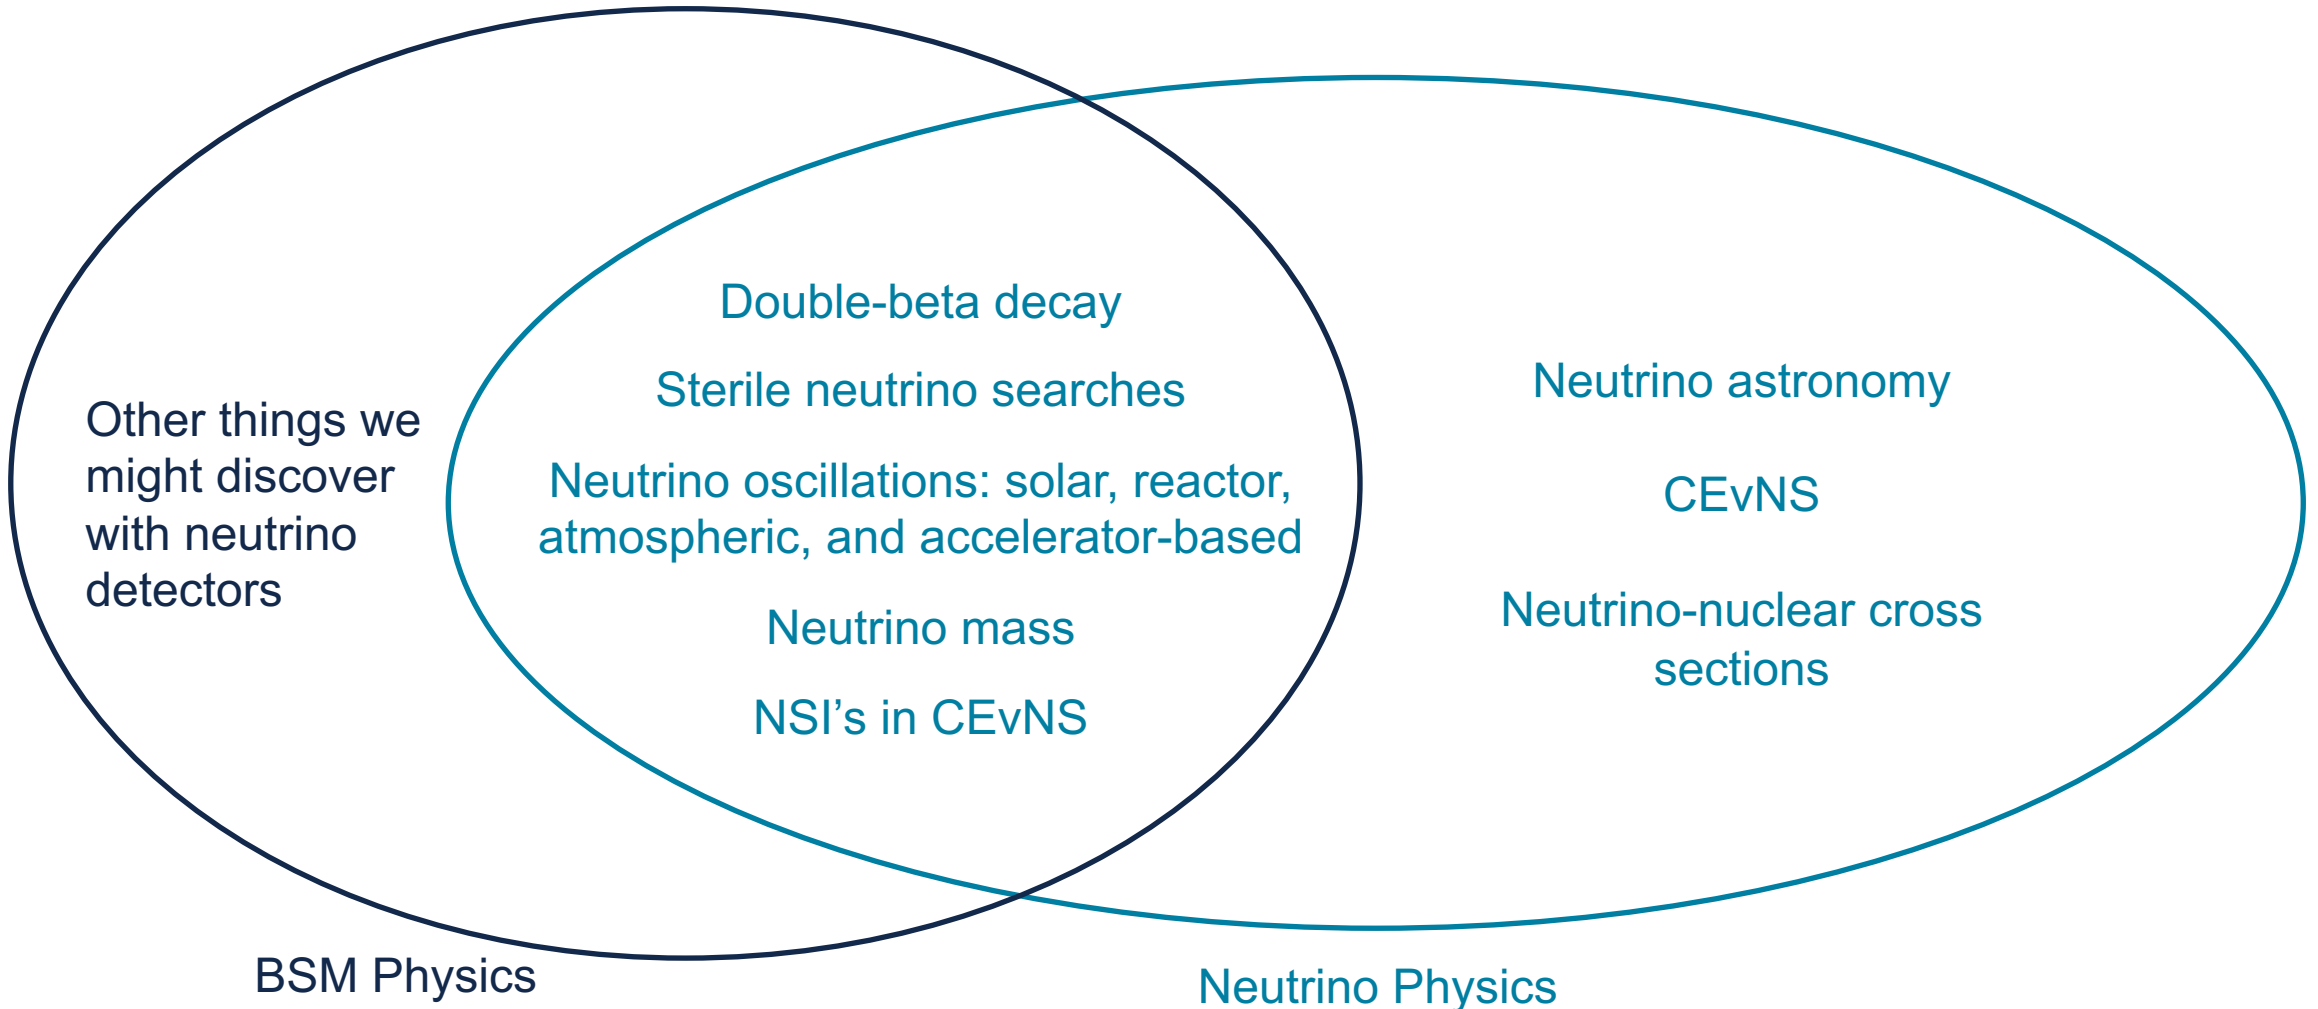 Other things we
might discover
with neutrino
detectors
Double-beta decay
Sterile neutrino searches
Neutrino oscillations: solar, reactor,
atmospheric, and accelerator-based
Neutrino mass
NSI’s in CEvNS
Neutrino astronomy
CEvNS
Neutrino-nuclear cross
sections
BSM Physics
Neutrino Physics